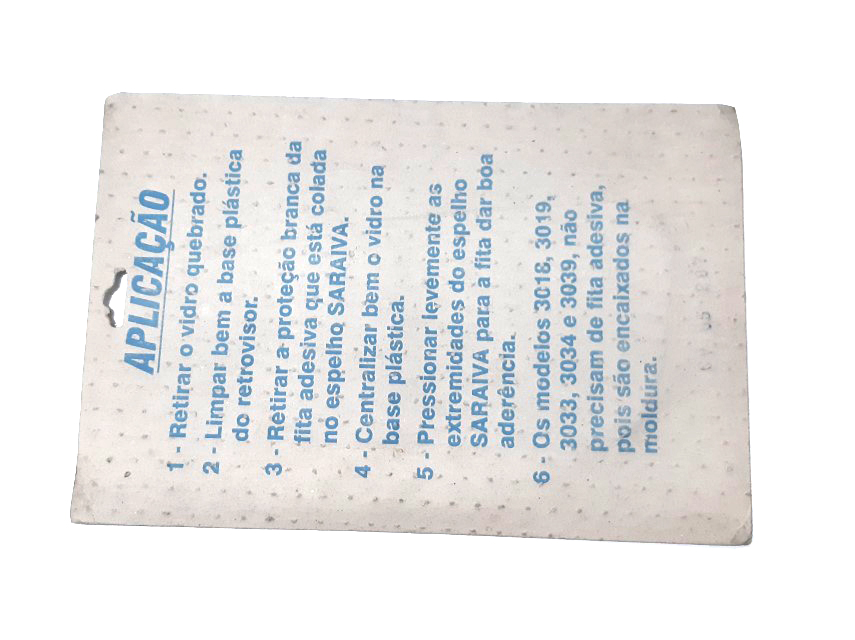 APLICAÇÃO
1 - Retirar o vidro quebrado.
2 - Limpar bem a base plástica
do retrovisor.
3 - Retirar a proteção branca da
fita adesiva que está colada
no espelho SARAIVA.
4 - Centralizar bem o vidro na
base plástica.
5 - Pressionar levemente as
extremidades do espelho
SARAIVA para a fita dar boa
aderência.
6 - Os modelos 3018, 3019,
3033, 3034 e 3039, não
precisam de fita adesiva,
pois são encaixados na
moldura.